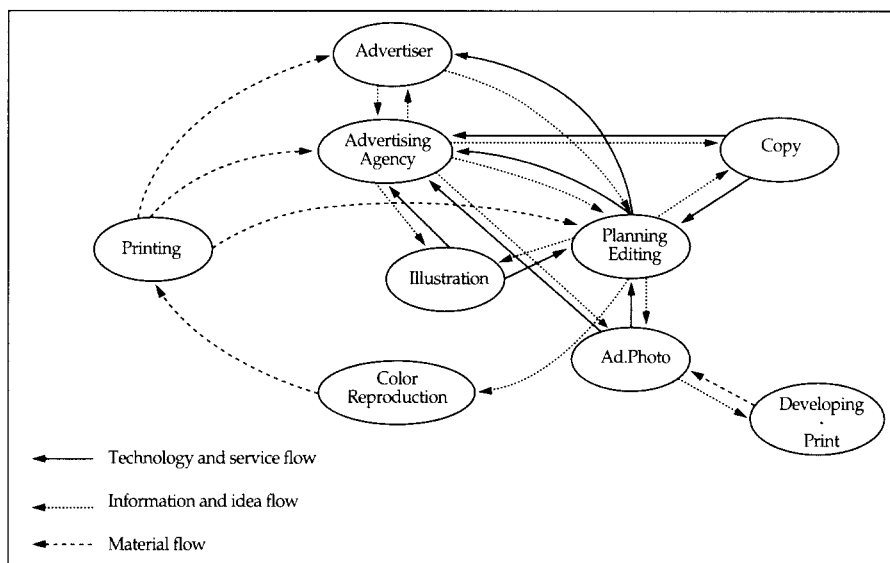 Advertiser
Advertising
Agency
Copy
Printing
Planning
Editing
Illustration
Ad.Photo
Color
Reproduction
Developing
·
Print
Technology and service flow
Information and idea flow
Material flow